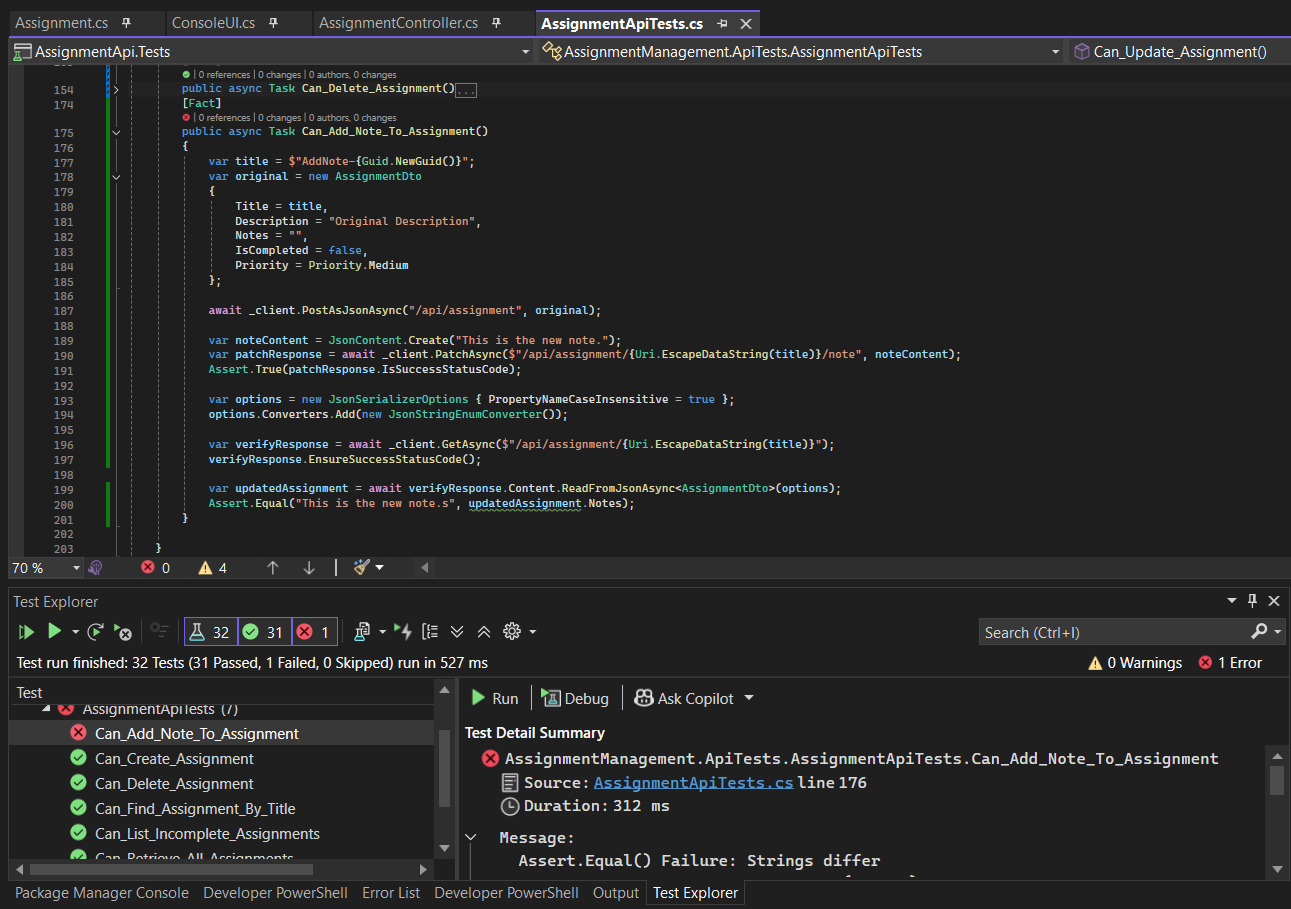 Assignment.cs ConsoleUI.cs AssignmentController.cs AssignmentApiTests.cs
AssignmentApi.Tests AssignmentManagement.ApiTests.AssignmentApiTests Can_Update_Assignment()
| 0 references | 0 changes | 0 authors, 0 changes
154 public async Task Can_Delete_Assignment()...
174 [Fact]
| 0 references | 0 changes | 0 authors, 0 changes
175 public async Task Can_Add_Note_To_Assignment()
176 {
177 var title = $"AddNote-{Guid.NewGuid()}";
178 var original = new AssignmentDto
179 {
180 Title = title,
181 Description = "Original Description",
182 Notes = "",
183 IsCompleted = false,
184 Priority = Priority.Medium
185 };
186
187 await _client.PostAsJsonAsync("/api/assignment", original);
188
189 var noteContent = JsonContent.Create("This is the new note.");
190 var patchResponse = await _client.PatchAsync($"/api/assignment/{Uri.EscapeDataString(title)}/note", noteContent);
191 Assert.True(patchResponse.IsSuccessStatusCode);
192
193 var options = new JsonSerializerOptions { PropertyNameCaseInsensitive = true };
194 options.Converters.Add(new JsonStringEnumConverter());
195
196 var verifyResponse = await _client.GetAsync($"/api/assignment/{Uri.EscapeDataString(title)}");
197 verifyResponse.EnsureSuccessStatusCode();
198
199 var updatedAssignment = await verifyResponse.Content.ReadFromJsonAsync<AssignmentDto>(options);
200 Assert.Equal("This is the new note.s", updatedAssignment.Notes);
201 }
202
203 }
70 % 0 4
Test Explorer
32 31 1 Search (Ctrl+I)
Test run finished: 32 Tests (31 Passed, 1 Failed, 0 Skipped) run in 527 ms 0 Warnings 1 Error
Test
AssignmentApiTests (7)
Can_Add_Note_To_Assignment
Can_Create_Assignment
Can_Delete_Assignment
Can_Find_Assignment_By_Title
Can_List_Incomplete_Assignments
Can_Retrieve_All_Assignments
Run Debug Ask Copilot
Test Detail Summary
AssignmentManagement.ApiTests.AssignmentApiTests.Can_Add_Note_To_Assignment
Source: AssignmentApiTests.cs line 176
Duration: 312 ms
Message:
Assert.Equal() Failure: Strings differ
Package Manager Console Developer PowerShell Error List Developer PowerShell Output Test Explorer